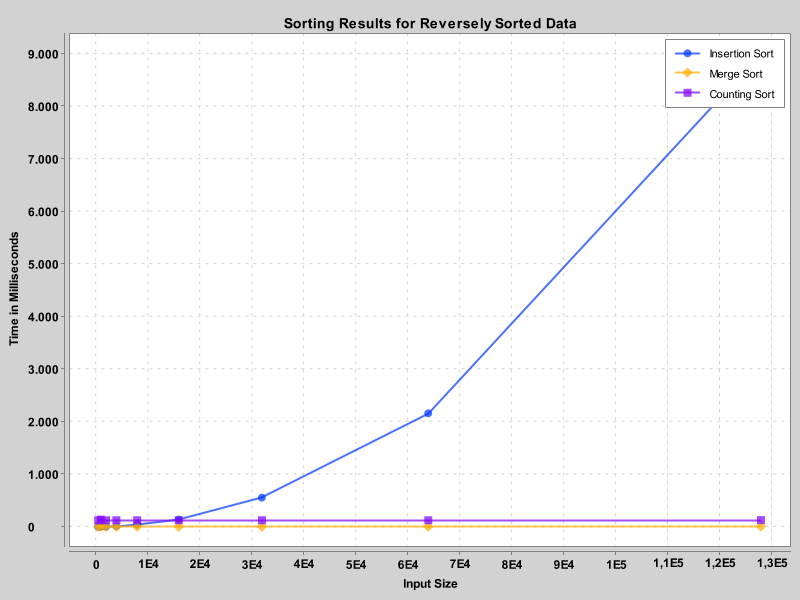 Sorting Results for Reversely Sorted Data
Insertion Sort
Merge Sort
Counting Sort
9.000
8.000
7.000
6.000
5.000
4.000
3.000
2.000
1.000
0
Time in Milliseconds
0 1E4 2E4 3E4 4E4 5E4 6E4 7E4 8E4 9E4 1E5 1,1E5 1,2E5 1,3E5
Input Size